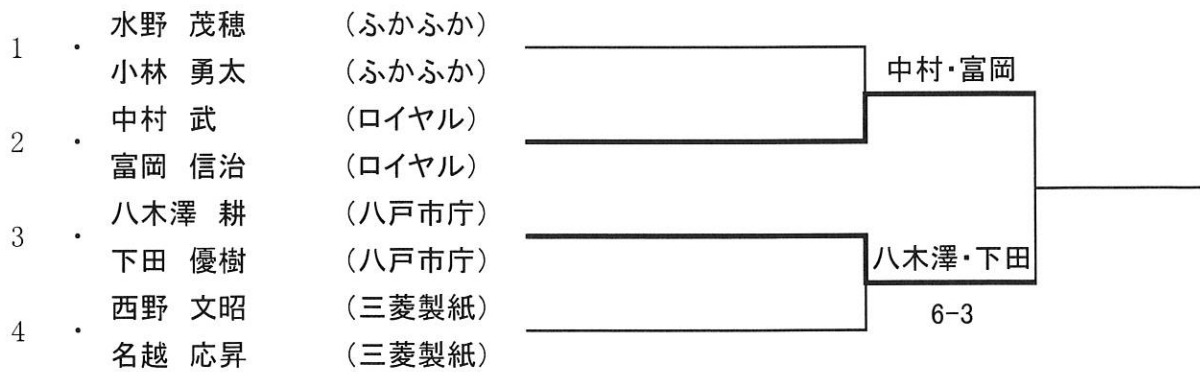 水野 茂穂 （ふかふか）
1 ・
小林 勇太 （ふかふか）
中村・富岡
中村 武 （ロイヤル）
2 ・
富岡 信治 （ロイヤル）
八木澤 耕 （八戸市庁）
3 ・
下田 優樹 （八戸市庁）
八木澤・下田
西野 文昭 （三菱製紙）
6-3
4 ・
名越 応昇 （三菱製紙）